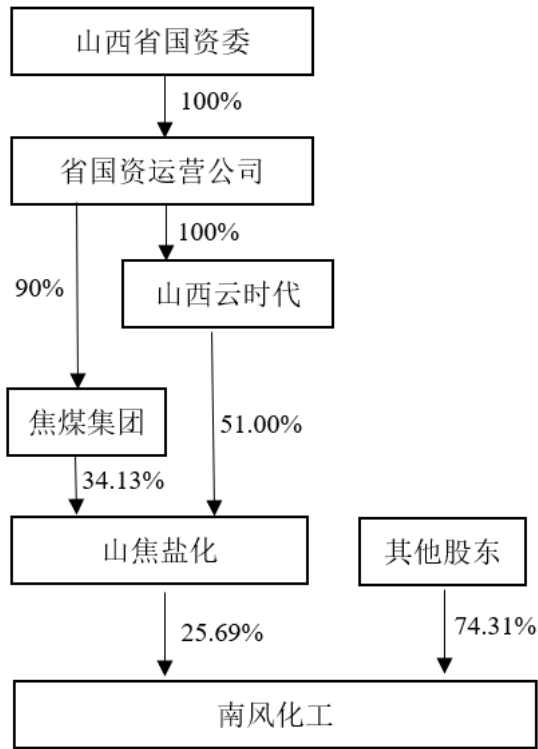 山西省国资委
100%
省国资运营公司
100%
90%
山西云时代
焦煤集团
51.00%
34.13%
山焦盐化
其他股东
25.69%
74.31%
南风化工